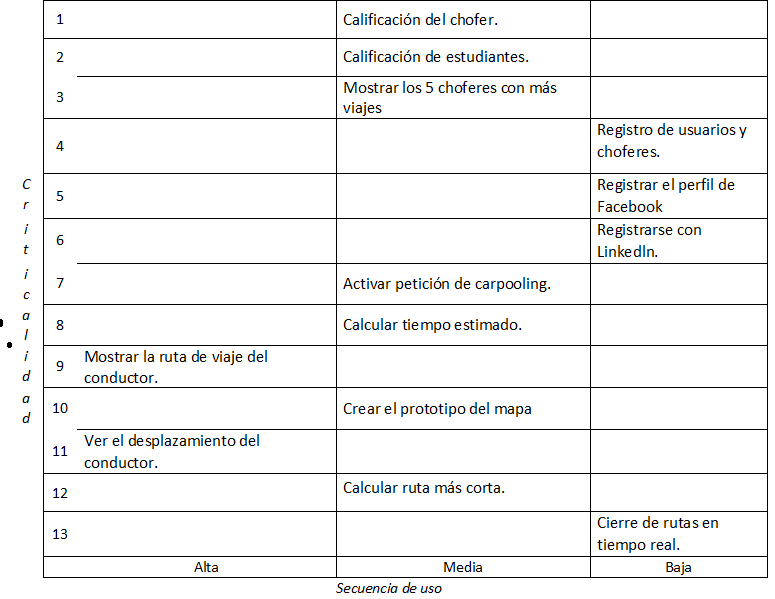 1
Calificación del chofer.
2
Calificación de estudiantes.
3
Mostrar los 5 choferes con más
viajes
4
Registro de usuarios y
choferes.
5
Registrar el perfil de
Facebook
6
Registrarse con
LinkedIn.
7
Activar petición de carpooling.
8
Calcular tiempo estimado.
9
Mostrar la ruta de viaje del
conductor.
10
Crear el prototipo del mapa
11
Ver el desplazamiento del
conductor.
12
Calcular ruta más corta.
13
Cierre de rutas en
tiempo real.
Criticalidad
Alta
Media
Baja
Secuencia de uso